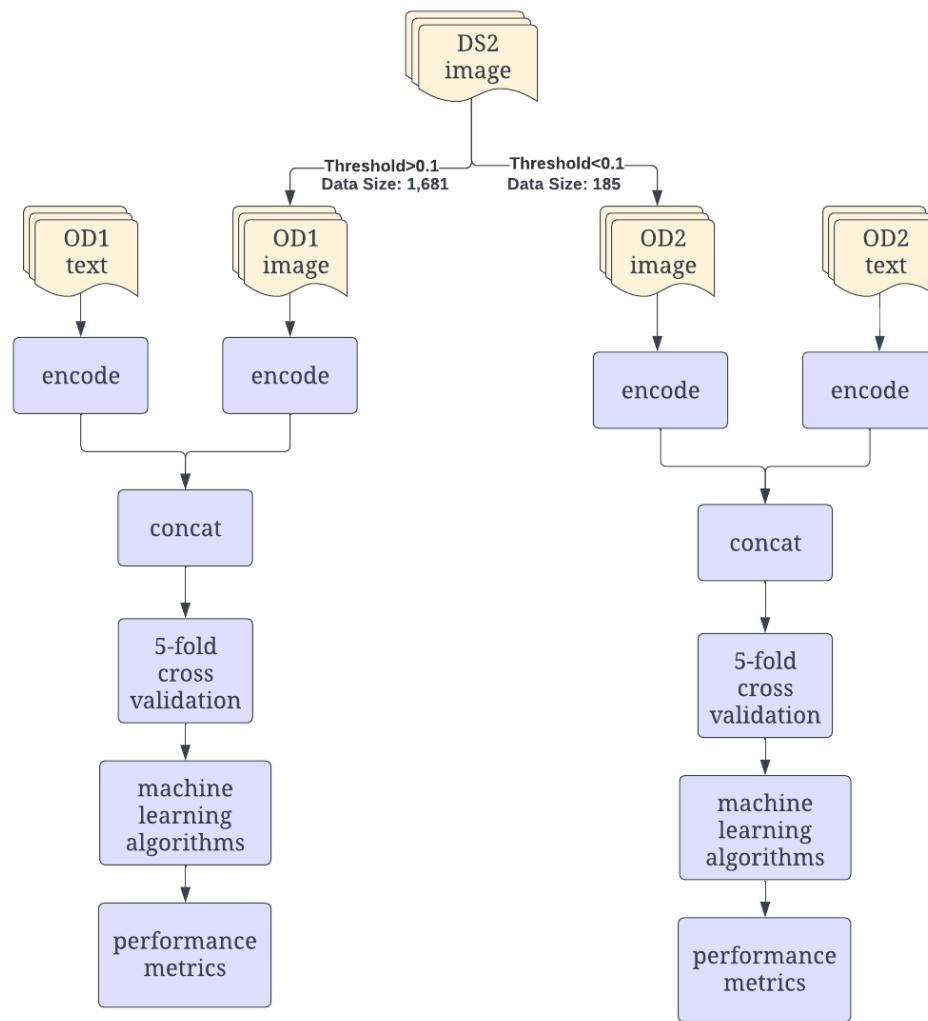 DS2
image
Threshold>0.1
Data Size: 1,681
Threshold<0.1
Data Size: 185
OD1
text
OD1
image
OD2
image
OD2
text
encode
encode
encode
encode
concat
concat
5-fold
cross
validation
5-fold
cross
validation
machine
learning
algorithms
machine
learning
algorithms
performance
metrics
performance
metrics